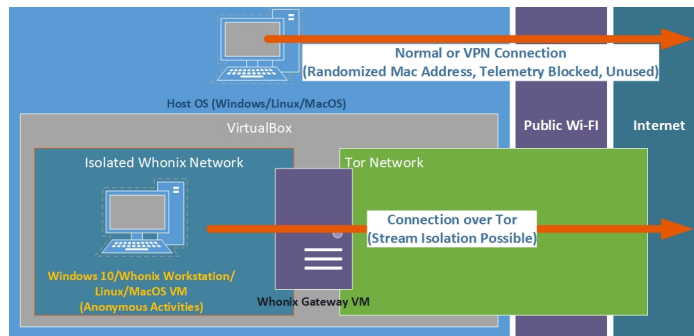 Normal or VPN Connection
(Randomized Mac Address, Telemetry Blocked, Unused)
Host OS (Windows/Linux/MacOS)
VirtualBox
Public Wi-FI
Internet
Isolated Whonix Network
Tor Network
Connection over Tor
(Stream Isolation Possible)
Windows 10/Whonix Workstation/
Linux/MacOS VM
(Anonymous Activities)
Whonix Gateway VM